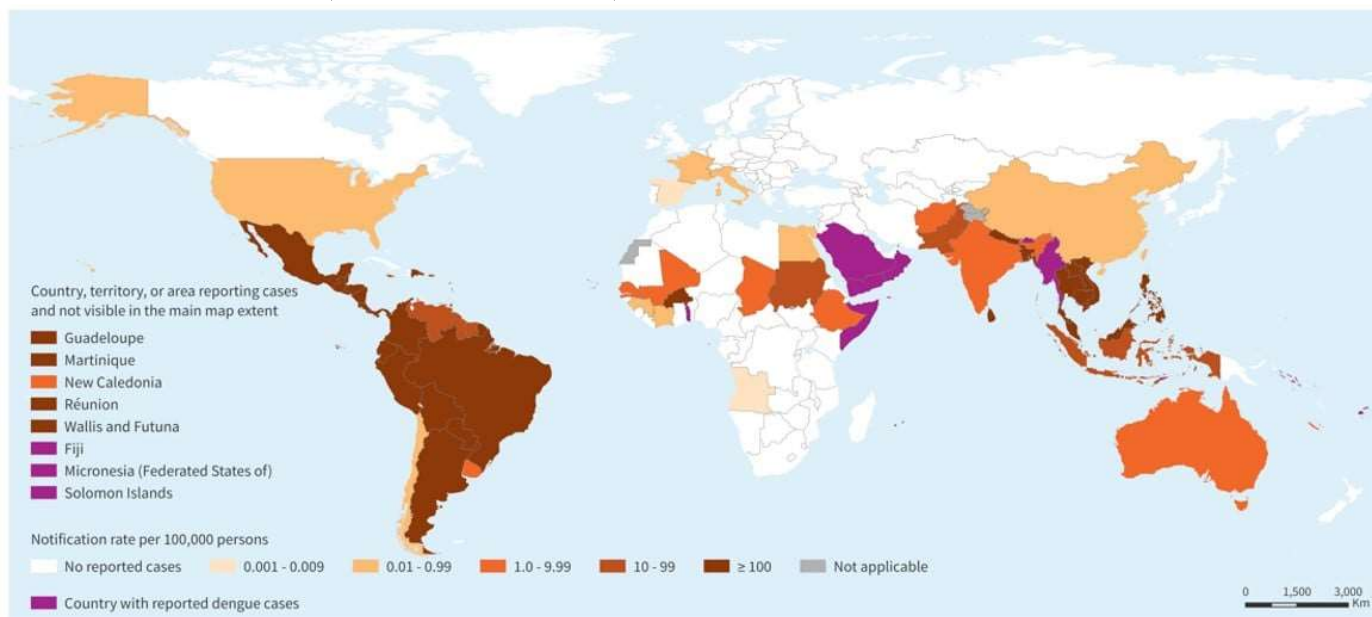 Country, territory, or area reporting cases
and not visible in the main map extent
Guadeloupe
Martinique
New Caledonia
Réunion
Wallis and Futuna
Fiji
Micronesia (Federated States of)
Solomon Islands
Notification rate per 100,000 persons
No reported cases 0.001 - 0.009 0.01 - 0.99 1.0 - 9.99 10 - 99 ≥ 100 Not applicable
Country with reported dengue cases
0 1,500 3,000
Km